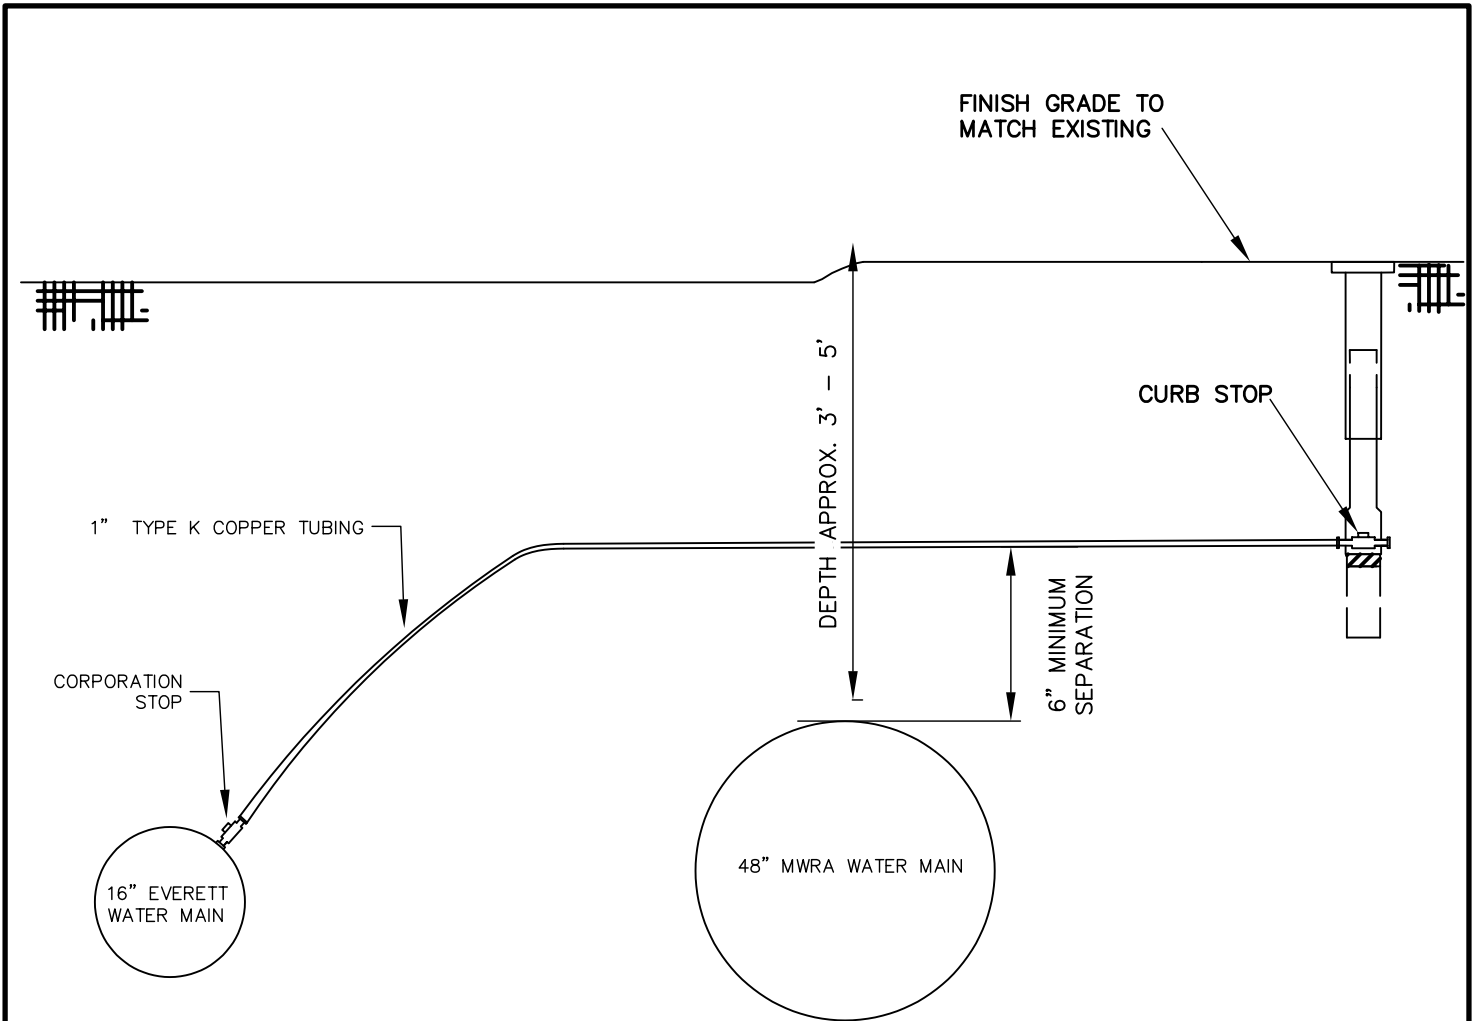 FINISH GRADE TO
MATCH EXISTING
DEPTH APPROX. 3' - 5'
CURB STOP
1" TYPE K COPPER TUBING
6" MINIMUM
SEPARATION
CORPORATION
STOP
48" MWRA WATER MAIN
16" EVERETT
WATER MAIN